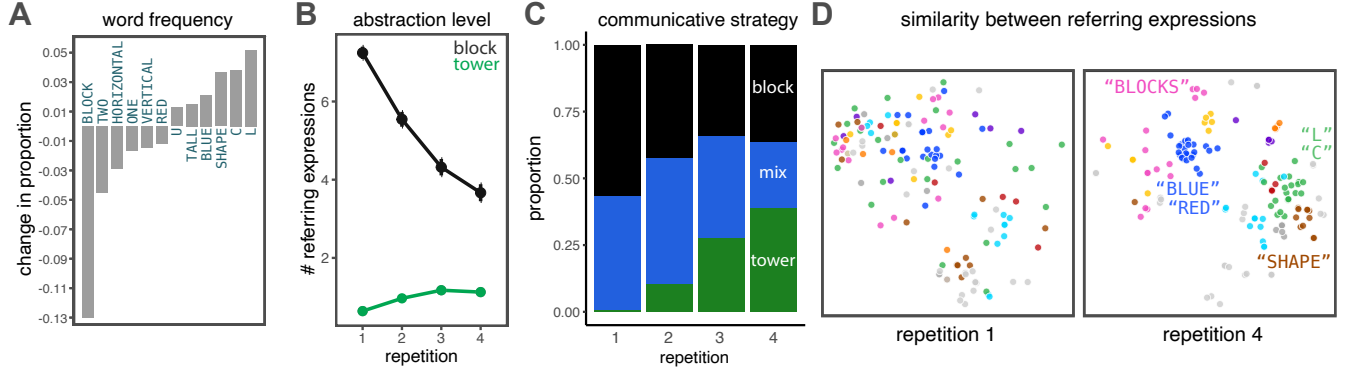 A
word frequency
change in proportion
0.05
0.03
0.01
-0.01
-0.03
-0.05
-0.07
-0.09
-0.11
-0.13
BLOCK
TWO
HORIZONTAL
ONE
VERTICAL
RED
U
TALL
BLUE
SHAPE
C
L
B
abstraction level
# referring expressions
6
4
2
block
tower
1 2 3 4
repetition
C
communicative strategy
proportion
1.00
0.75
0.50
0.25
0.00
block
mix
tower
1 2 3 4
repetition
D
similarity between referring expressions
"BLOCKS"
"L"
"C"
"BLUE"
"RED"
"SHAPE"
repetition 1
repetition 4